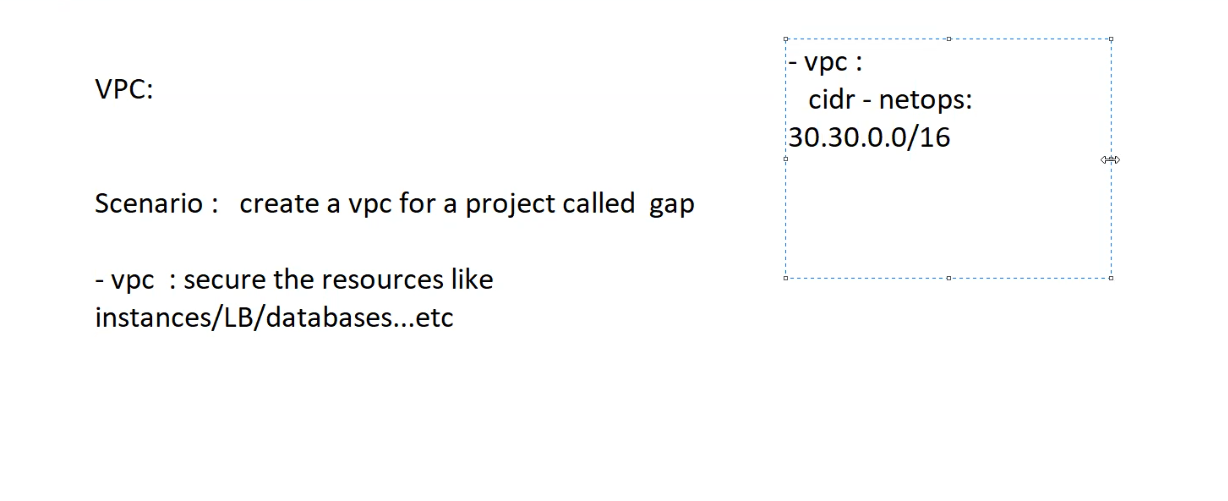 VPC:
Scenario :   create a vpc for a project called  gap
- vpc  : secure the resources like
instances/LB/databases...etc
- vpc :
cidr - netops:
30.30.0.0/16